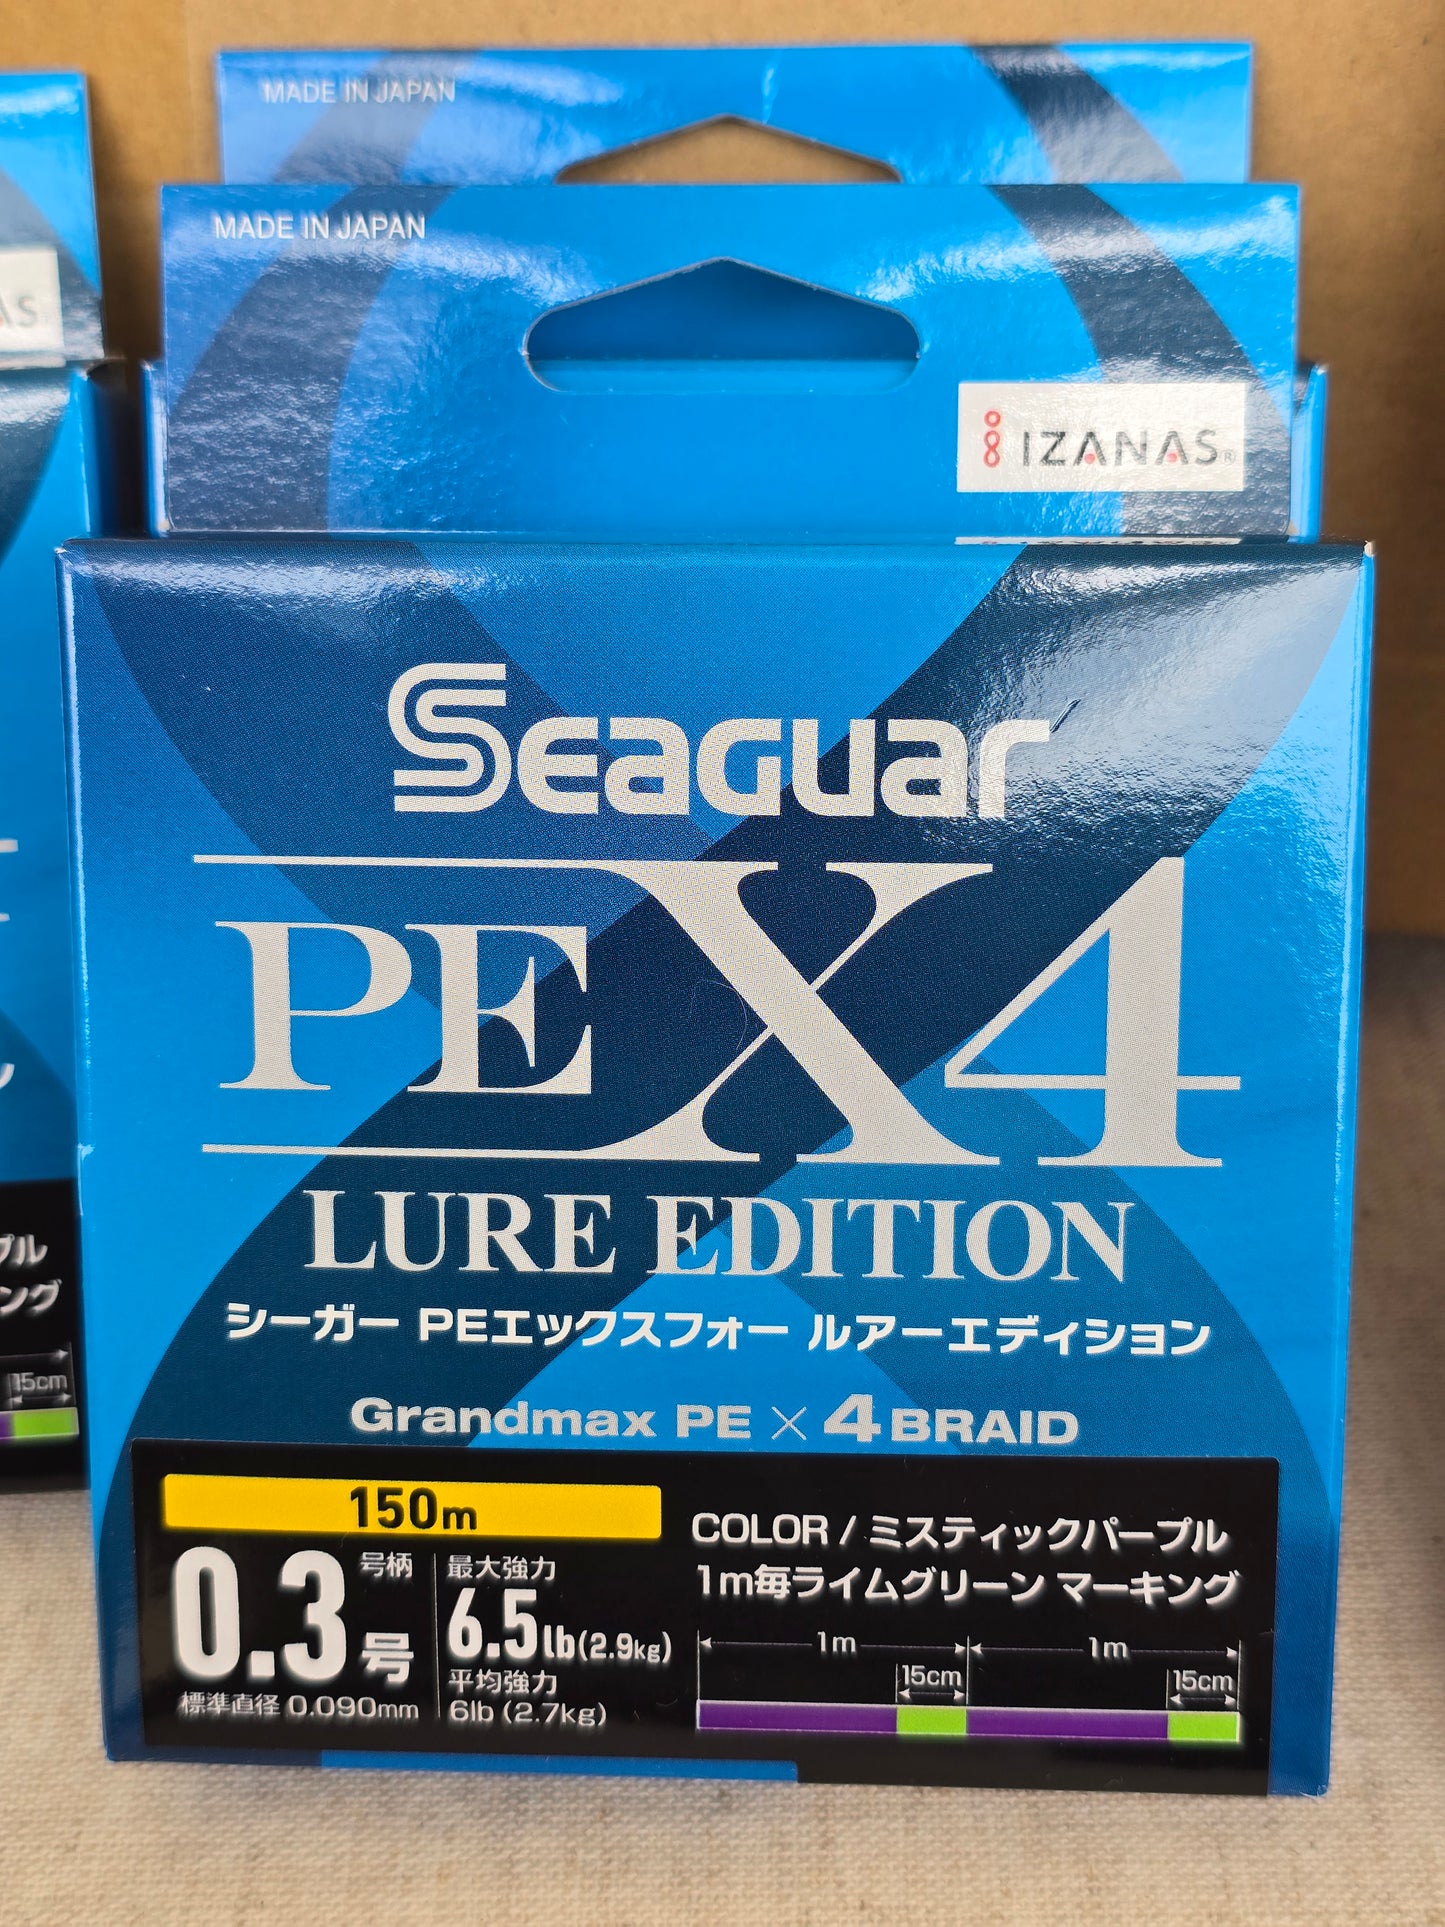 MADE IN JAPAN
MADE IN JAPAN
IZANAS®
AS
Seaguar
PE X4
LURE EDITION
シーガー PEエックスフォー ルアーエディション
Grandmax PE × 4 BRAID
150m
0.3号
号柄
標準直径 0.090mm
最大強力
6.5lb(2.9kg)
平均強力
6lb (2.7kg)
COLOR / ミスティックパープル
1m毎ライムグリーン マーキング
1m
1m
15cm
15cm
プル
ング
15cm